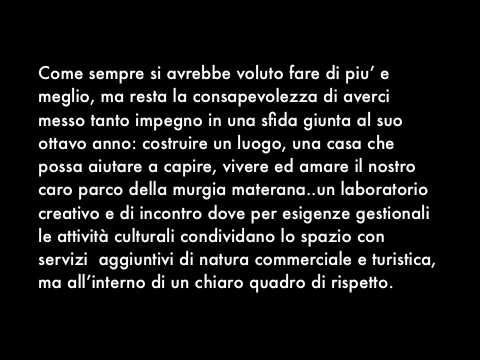 Come sempre si avrebbe voluto fare di piu' e
meglio, ma resta la consapevolezza di averci
messo tanto impegno in una sfida giunta al suo
ottavo anno: costruire un luogo, una casa che
possa aiutare a capire, vivere ed amare il nostro
caro parco della murgia materana..un laboratorio
creativo e di incontro dove per esigenze gestionali
le attività culturali condividano lo spazio con
servizi  aggiuntivi di natura commerciale e turistica,
ma all'interno di un chiaro quadro di rispetto.